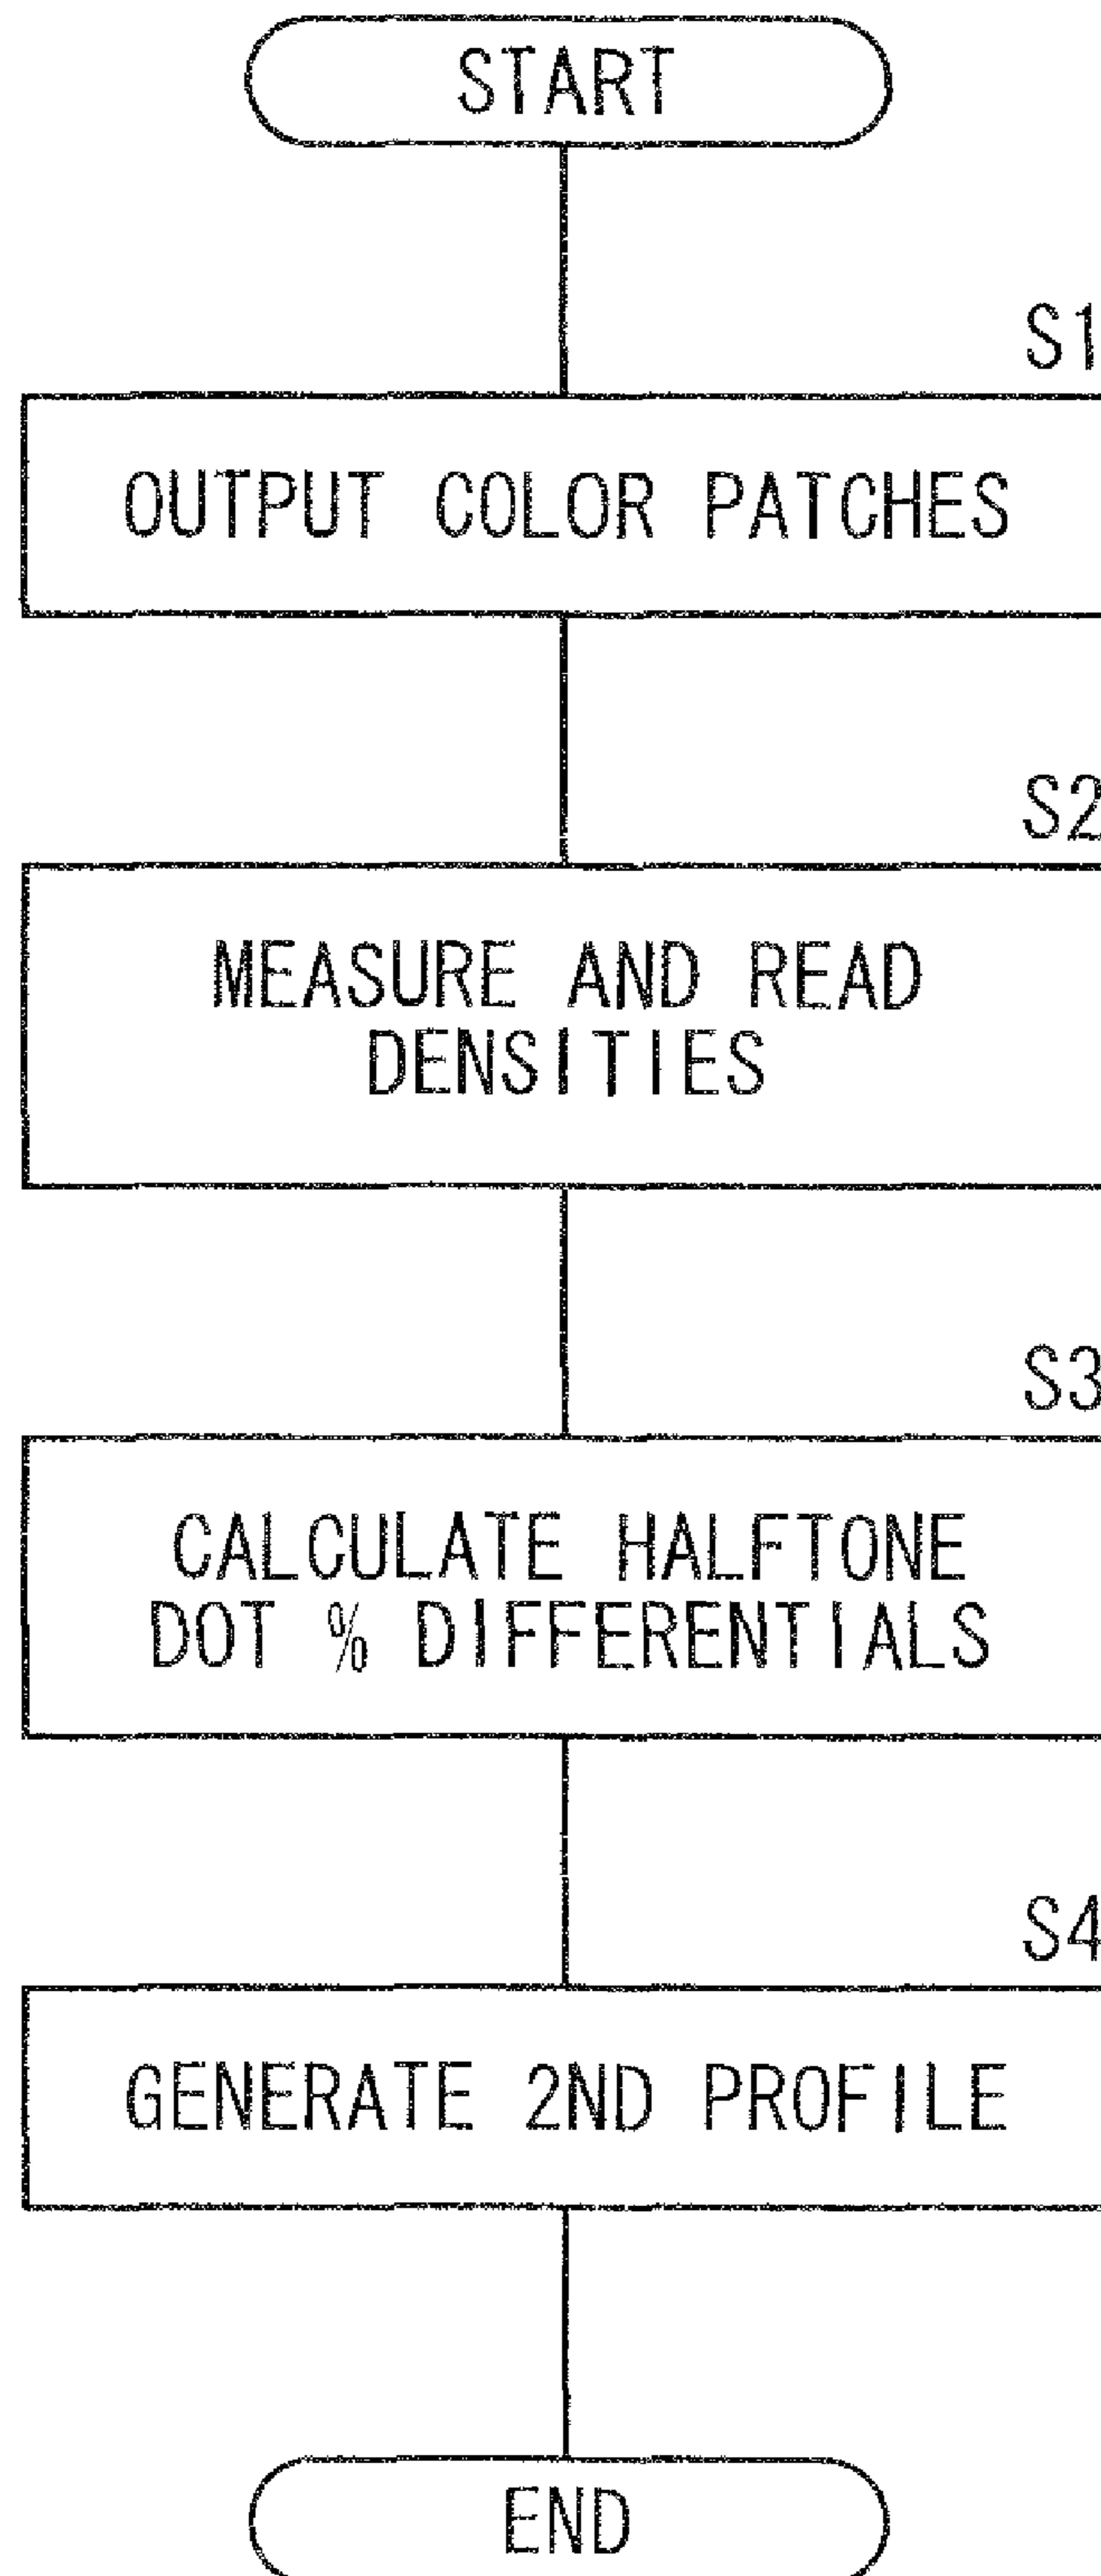 START
S1
OUTPUT COLOR PATCHES
S2
MEASURE AND READ
DENSITIES
S3
CALCULATE HALFTONE
DOT % DIFFERENTIALS
S4
GENERATE 2ND PROFILE
END